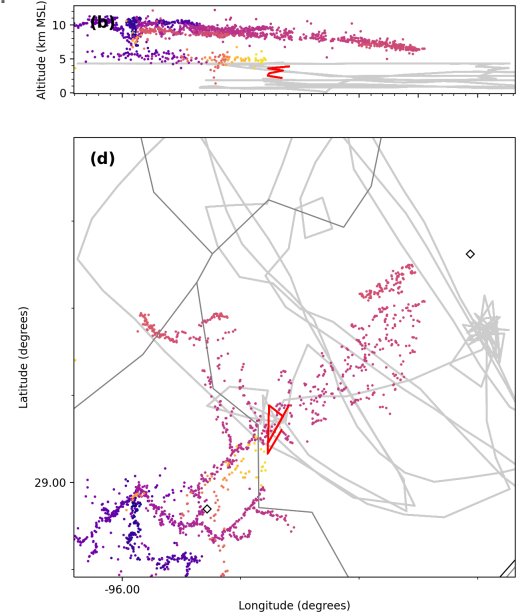 (b)
Altitude (km MSL)
10
5
0
(d)
Latitude (degrees)
29.00
-96.00
Longitude (degrees)